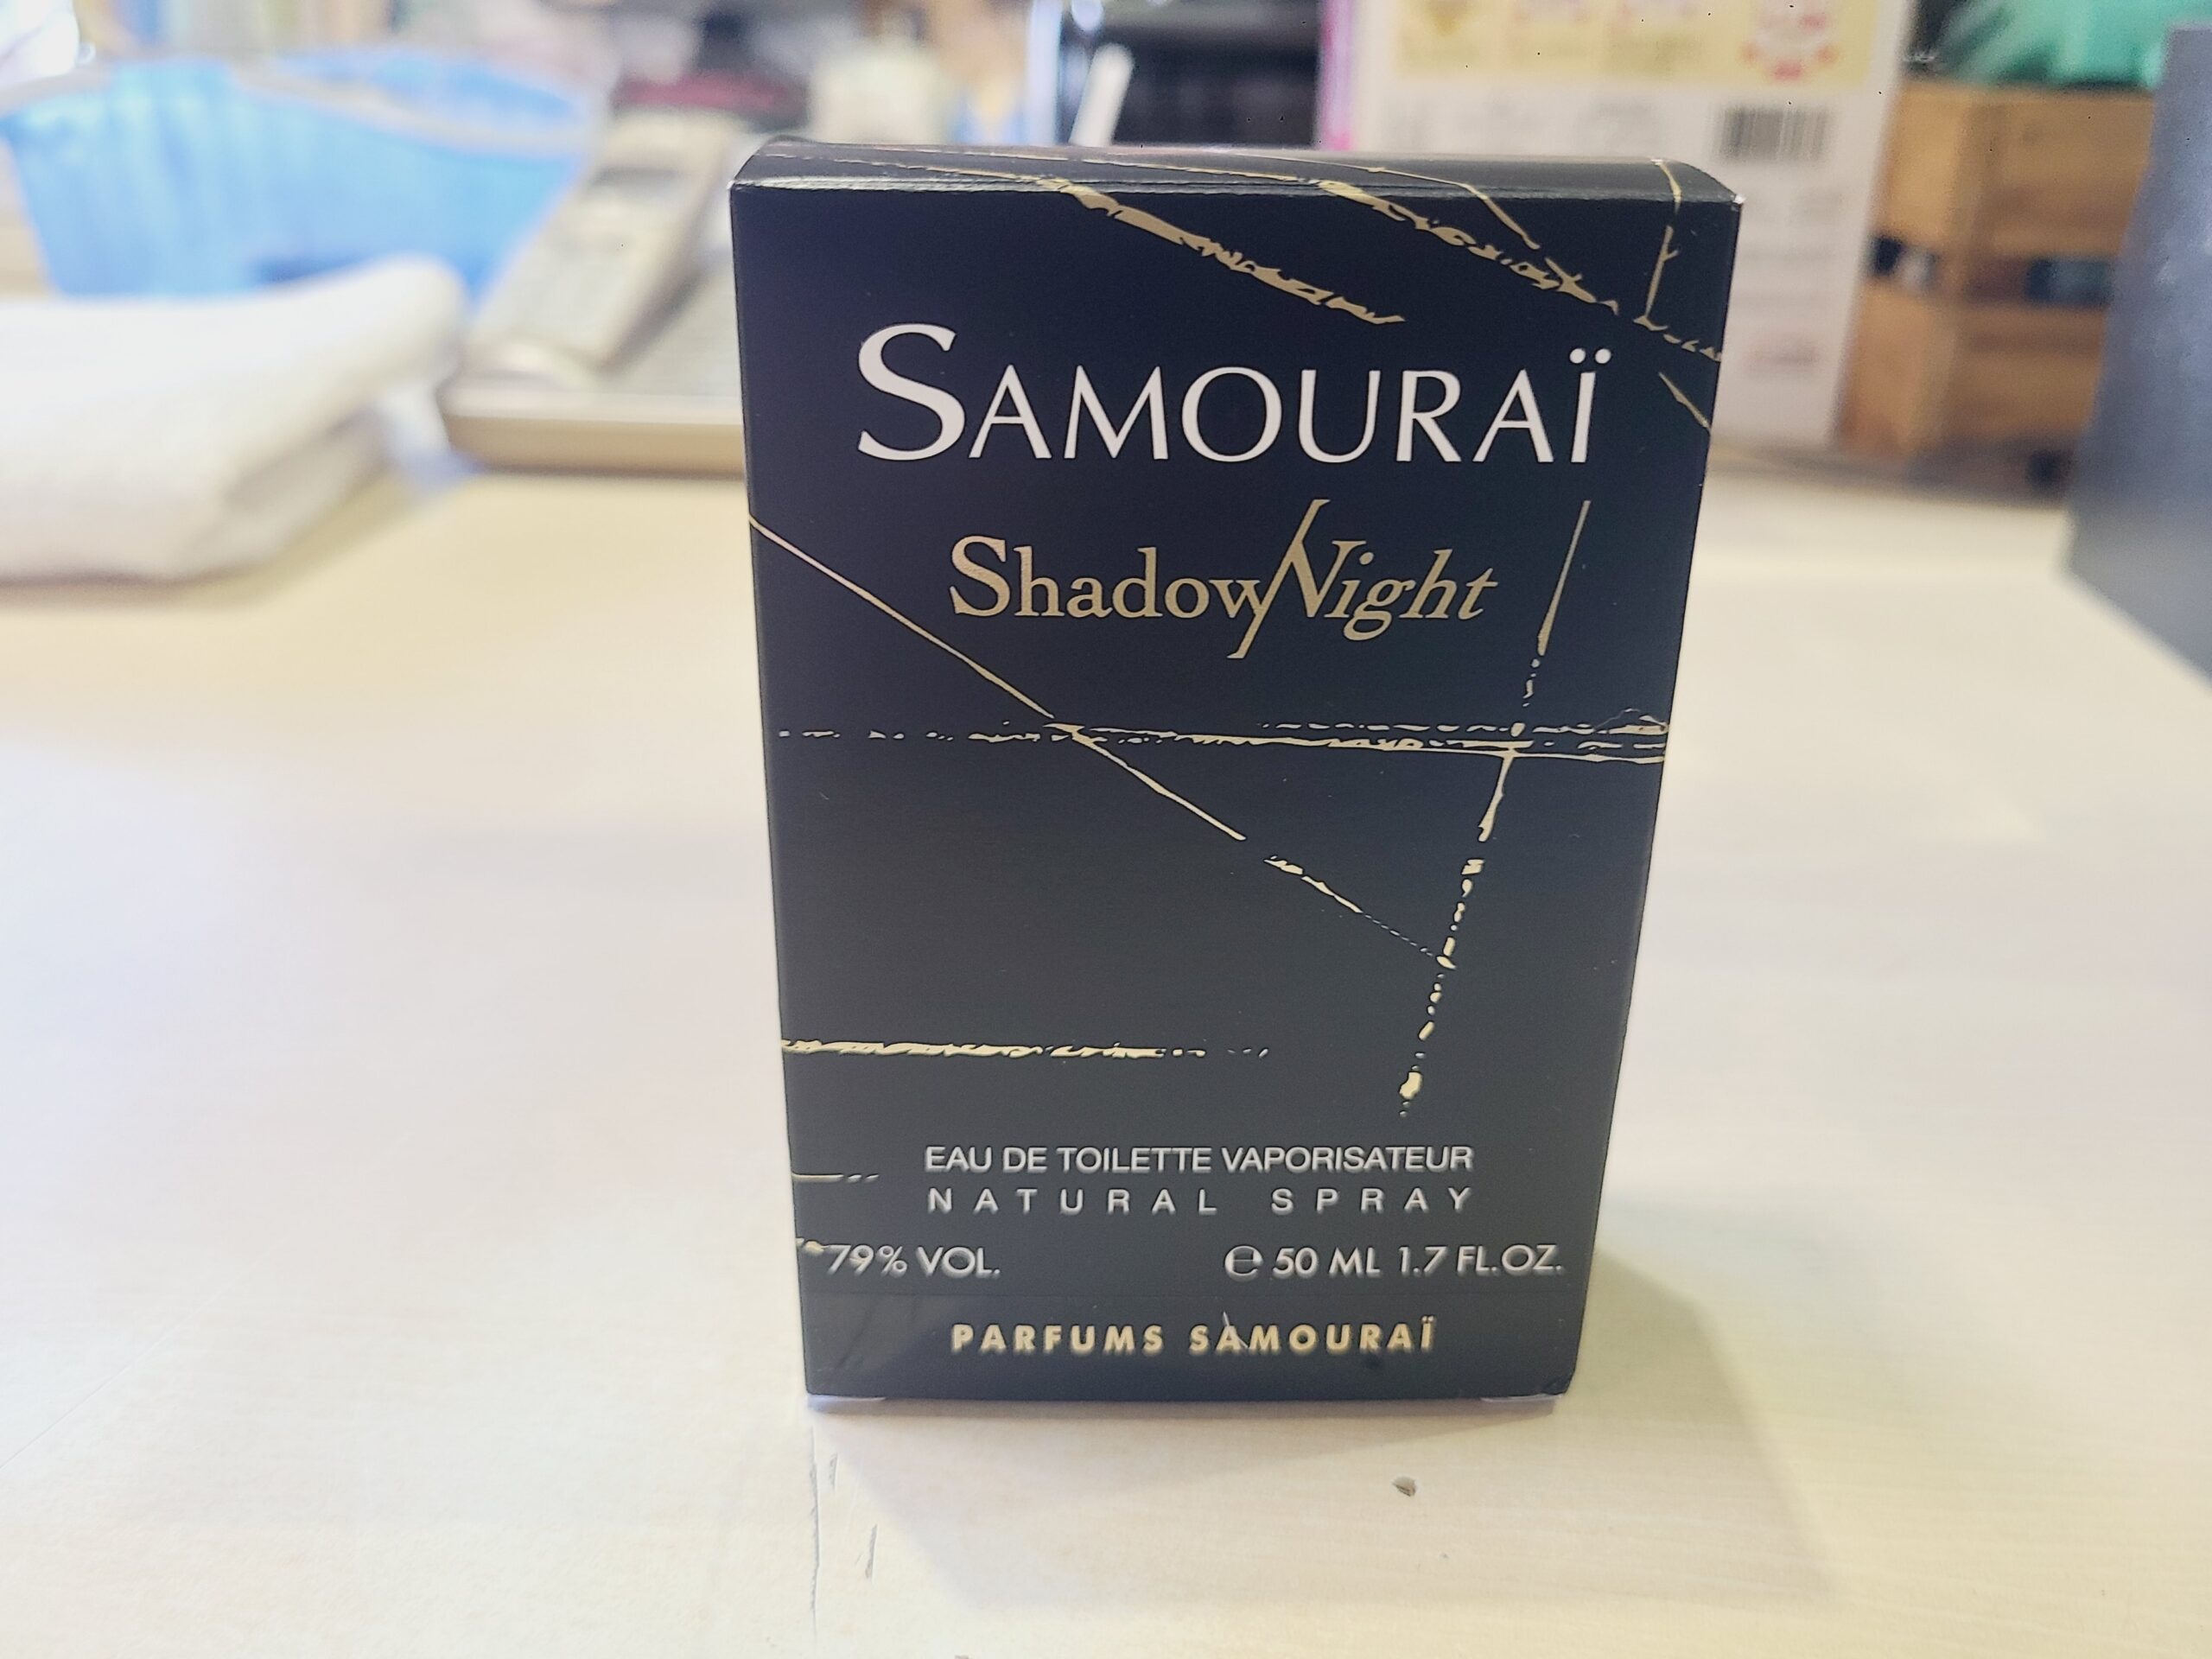 SAMOURAÏ
ShadowNight
EAU DE TOILETTE VAPORISATEUR
NATURAL SPRAY
79% VOL. ℮ 50 ML 1.7 FL.OZ.
PARFUMS SAMOURAÏ